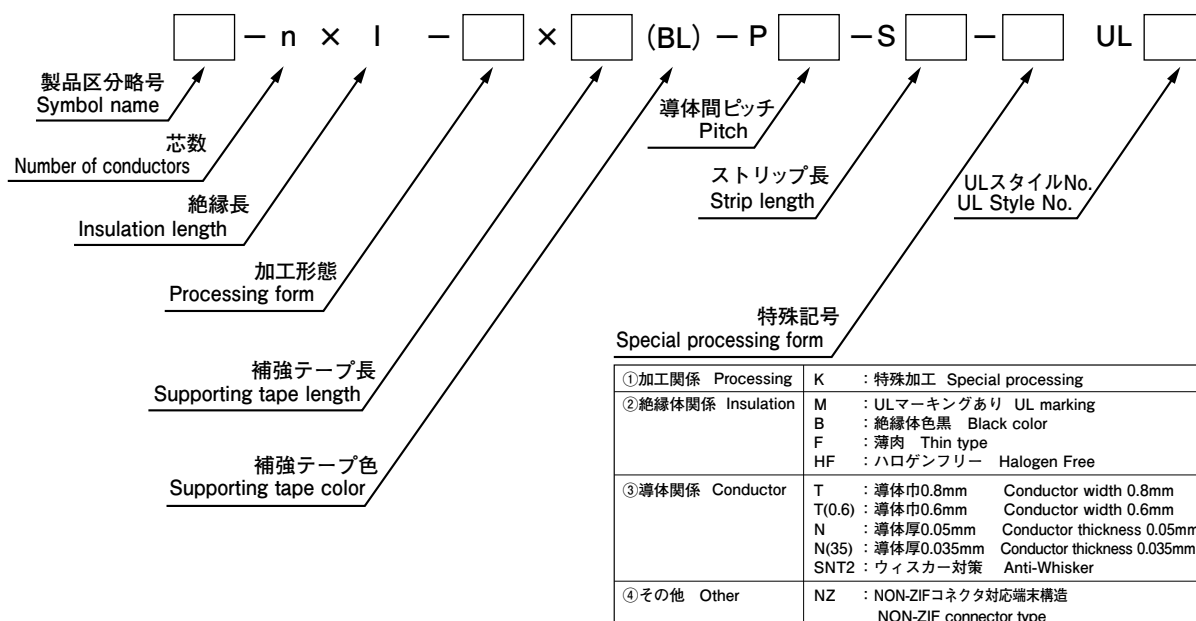 − n × l − × (BL) − P − S − UL
製品区分略号
Symbol name
芯数
Number of conductors
絶縁長
Insulation length
加工形態
Processing form
補強テープ長
Supporting tape length
補強テープ色
Supporting tape color
導体間ピッチ
Pitch
ストリップ長
Strip length
ULスタイルNo.
UL Style No.
特殊記号
Special processing form
①加工関係 Processing K :特殊加工 Special processing
②絶縁体関係 Insulation M :ULマーキングあり UL marking
B :絶縁体色黒 Black color
F :薄肉 Thin type
HF :ハロゲンフリー Halogen Free
③導体関係 Conductor T :導体巾0.8mm Conductor width 0.8mm
T(0.6) :導体巾0.6mm Conductor width 0.6mm
N :導体厚0.05mm Conductor thickness 0.05mm
N(35) :導体厚0.035mm Conductor thickness 0.035mm
SNT2 :ウィスカー対策 Anti-Whisker
④その他 Other NZ :NON-ZIFコネクタ対応端末構造
NON-ZIF connector type